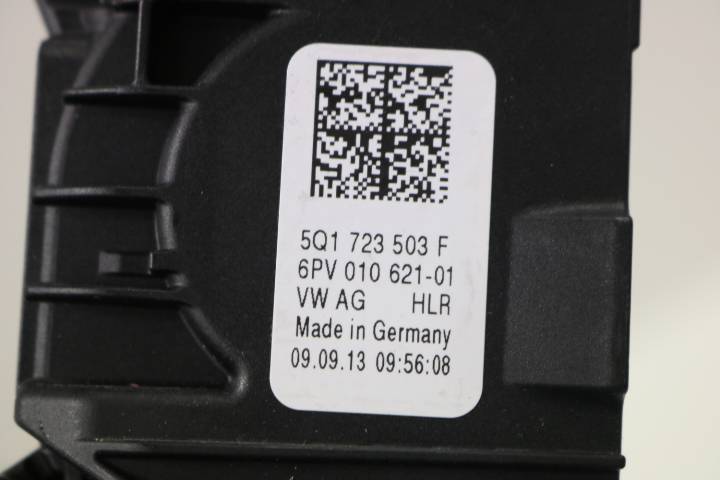 5Q1 723 503 F
6PV 010 621-01
VW AG HLR
Made in Germany
09.09.13 09:56:08